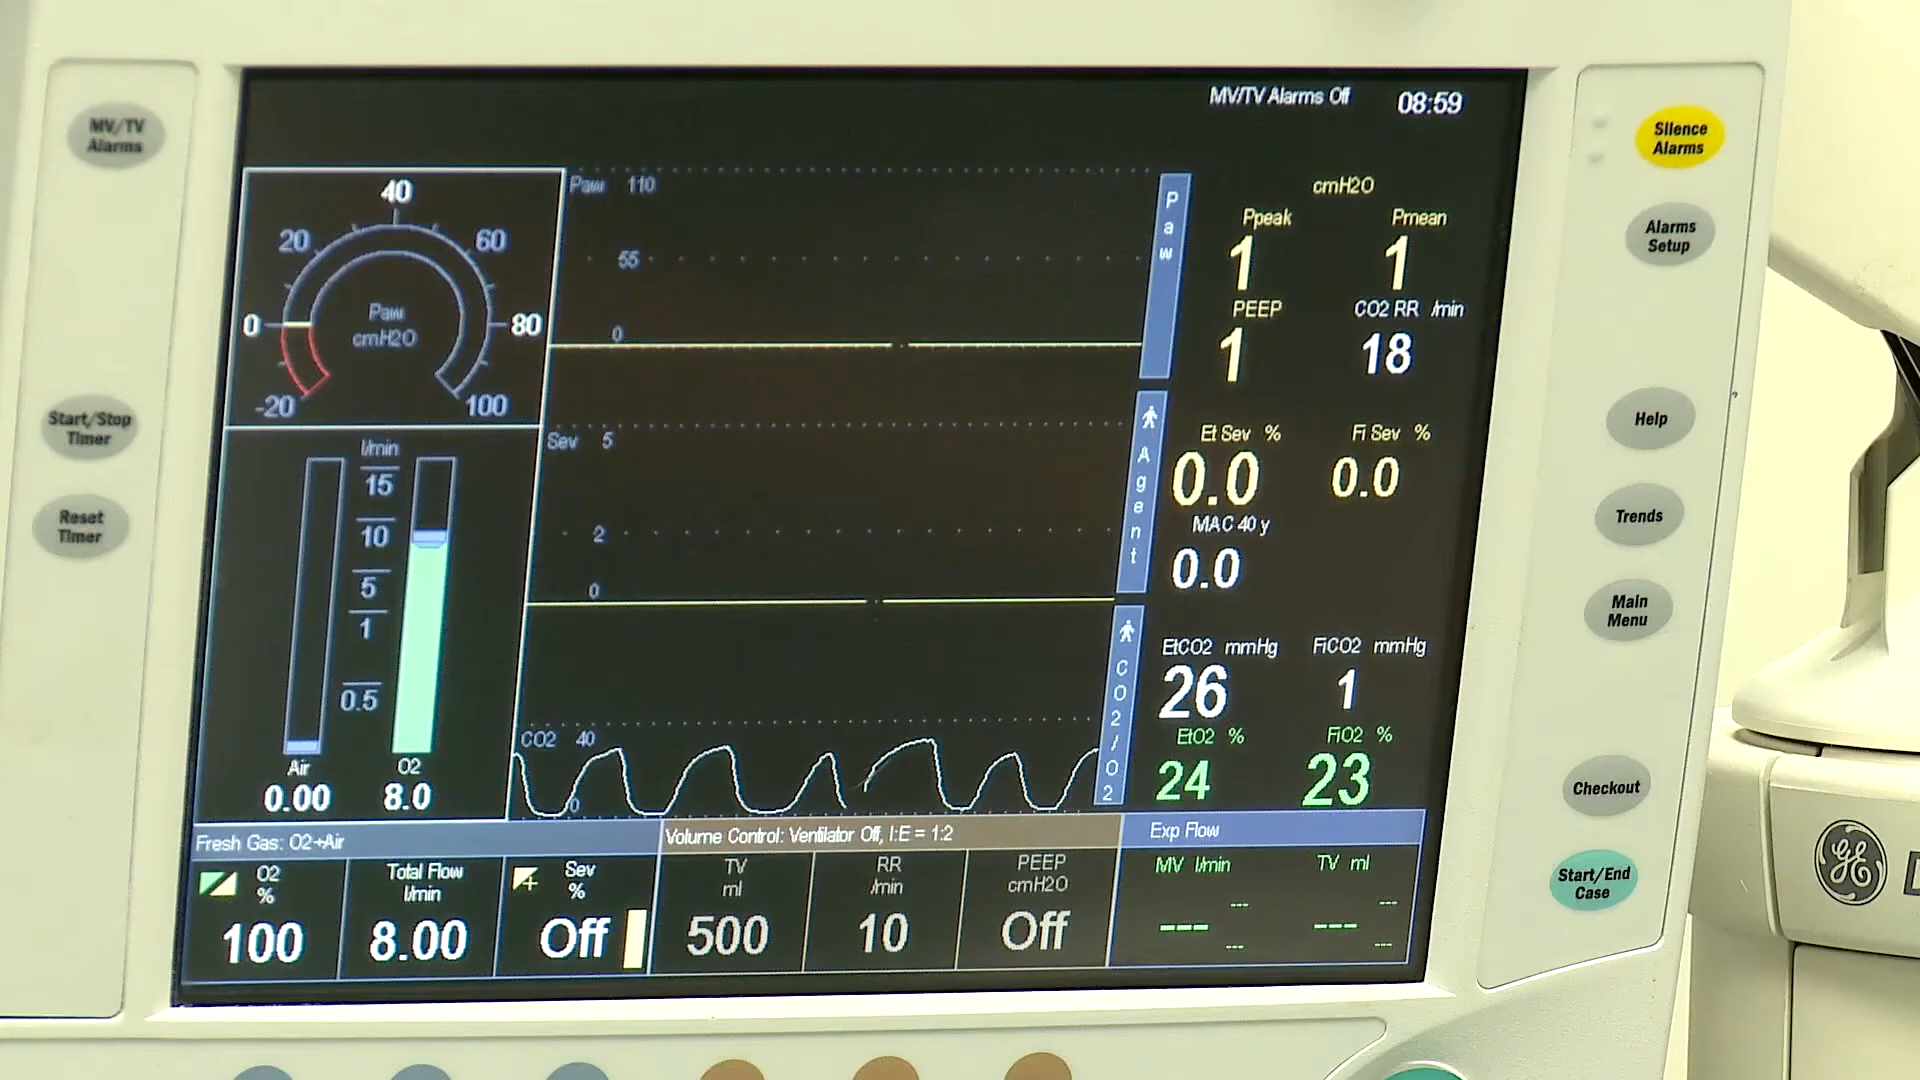 MV/TV Alarms Off 08:59
MV/TV
Alarms
Start/Stop
Timer
Reset
Timer
40
20 60
0 80
-20 100
Paw
cmH2O
Paw 110
55
0
P
a
w
cmH2O
Ppeak Pmean
1 1
PEEP CO2 RR /min
1 18
l/min
15
10
5
1
0.5
Air O2
0.00 8.0
Sev 5
2
0
A
g
e
n
t
Et Sev % Fi Sev %
0.0 0.0
MAC 40 y
0.0
CO2 40
0
C
O
2
/
O
2
EtCO2 mmHg FiCO2 mmHg
26 1
EtO2 % FiO2 %
24 23
Fresh Gas: O2+Air
O2
%
100
Total Flow
l/min
8.00
Sev
%
Off
Volume Control: Ventilator Off, I:E = 1:2
TV
ml
500
RR
/min
10
PEEP
cmH2O
Off
Exp Flow
MV l/min TV ml
--- ---
--- ---
--- ---
Silence
Alarms
Alarms
Setup
Help
Trends
Main
Menu
Checkout
Start/End
Case
GE